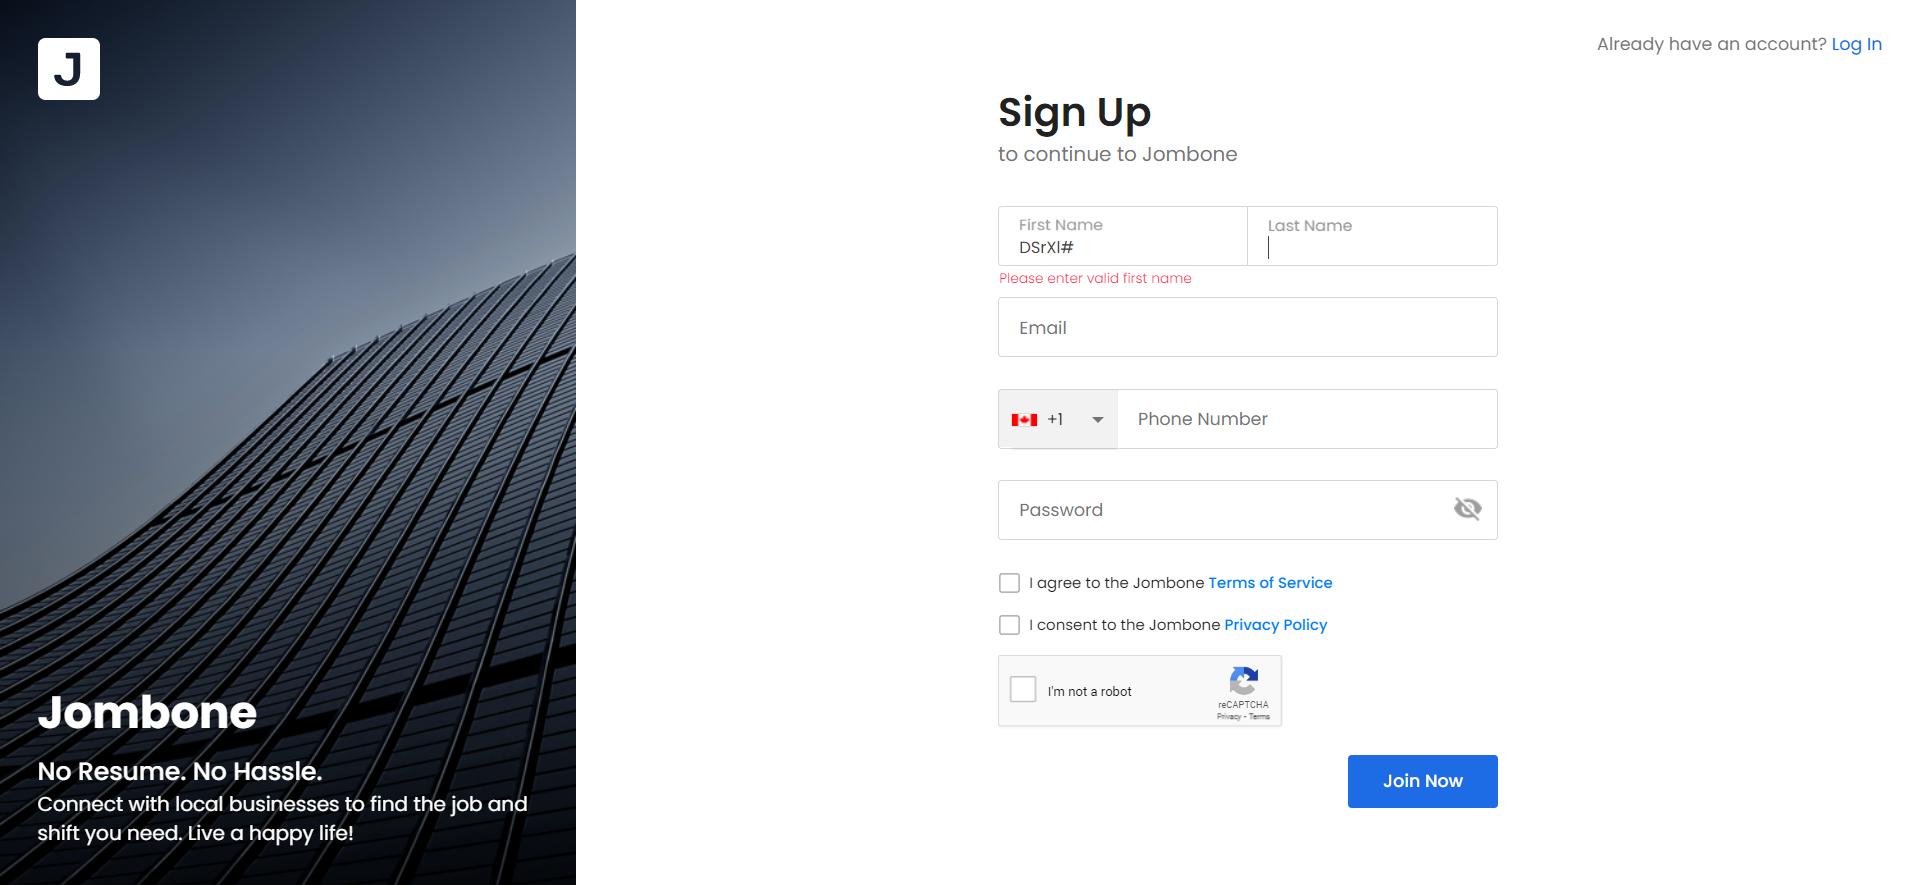 J
Already have an account? Log In
Sign Up
to continue to Jombone
First Name
DSrXl#
Last Name
Please enter valid first name
Email
+1
Phone Number
Password
I agree to the Jombone Terms of Service
I consent to the Jombone Privacy Policy
I'm not a robot
reCAPTCHA
Privacy - Terms
Join Now
Jombone
No Resume. No Hassle.
Connect with local businesses to find the job and
shift you need. Live a happy life!